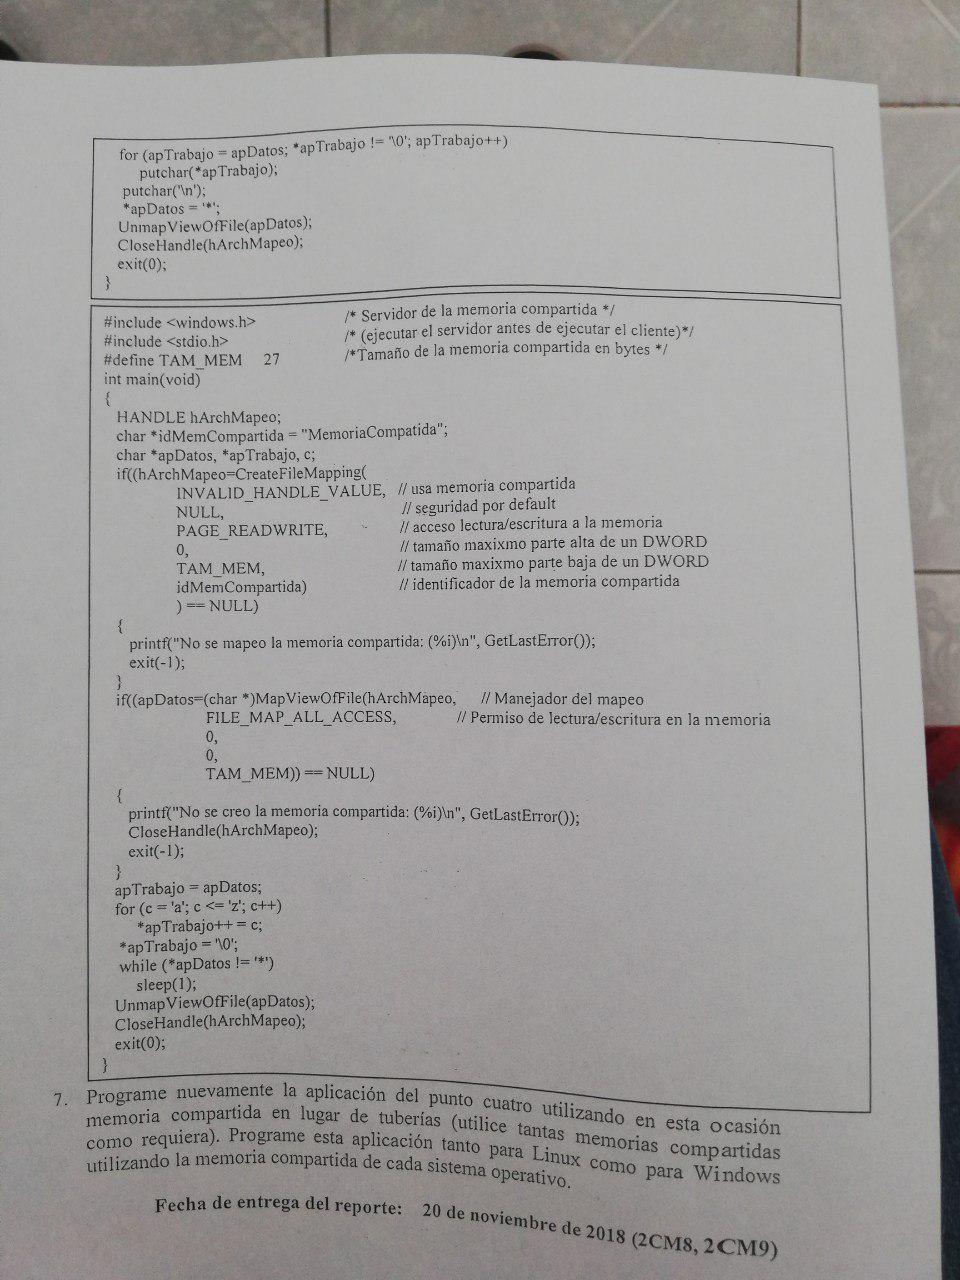 for (apTrabajo = apDatos; *apTrabajo != '\0'; apTrabajo++)
putchar(*apTrabajo);
putchar('\n');
*apDatos = '*';
UnmapViewOfFile(apDatos);
CloseHandle(hArchMapeo);
exit(0);
}
#include <windows.h> /* Servidor de la memoria compartida */
#include <stdio.h> /* (ejecutar el servidor antes de ejecutar el cliente)*/
#define TAM_MEM 27 /*Tamaño de la memoria compartida en bytes */
int main(void)
{
HANDLE hArchMapeo;
char *idMemCompartida = "MemoriaCompatida";
char *apDatos, *apTrabajo, c;
if((hArchMapeo=CreateFileMapping(
INVALID_HANDLE_VALUE, // usa memoria compartida
NULL, // seguridad por default
PAGE_READWRITE, // acceso lectura/escritura a la memoria
0, // tamaño maxixmo parte alta de un DWORD
TAM_MEM, // tamaño maxixmo parte baja de un DWORD
idMemCompartida) // identificador de la memoria compartida
) == NULL)
{
printf("No se mapeo la memoria compartida: (%i)\n", GetLastError());
exit(-1);
}
if((apDatos=(char *)MapViewOfFile(hArchMapeo, // Manejador del mapeo
FILE_MAP_ALL_ACCESS, // Permiso de lectura/escritura en la memoria
0,
0,
TAM_MEM)) == NULL)
{
printf("No se creo la memoria compartida: (%i)\n", GetLastError());
CloseHandle(hArchMapeo);
exit(-1);
}
apTrabajo = apDatos;
for (c = 'a'; c <= 'z'; c++)
*apTrabajo++ = c;
*apTrabajo = '\0';
while (*apDatos != '*')
sleep(1);
UnmapViewOfFile(apDatos);
CloseHandle(hArchMapeo);
exit(0);
}
7. Programe nuevamente la aplicación del punto cuatro utilizando en esta ocasión
memoria compartida en lugar de tuberías (utilice tantas memorias compartidas
como requiera). Programe esta aplicación tanto para Linux como para Windows
utilizando la memoria compartida de cada sistema operativo.
Fecha de entrega del reporte: 20 de noviembre de 2018 (2CM8, 2CM9)